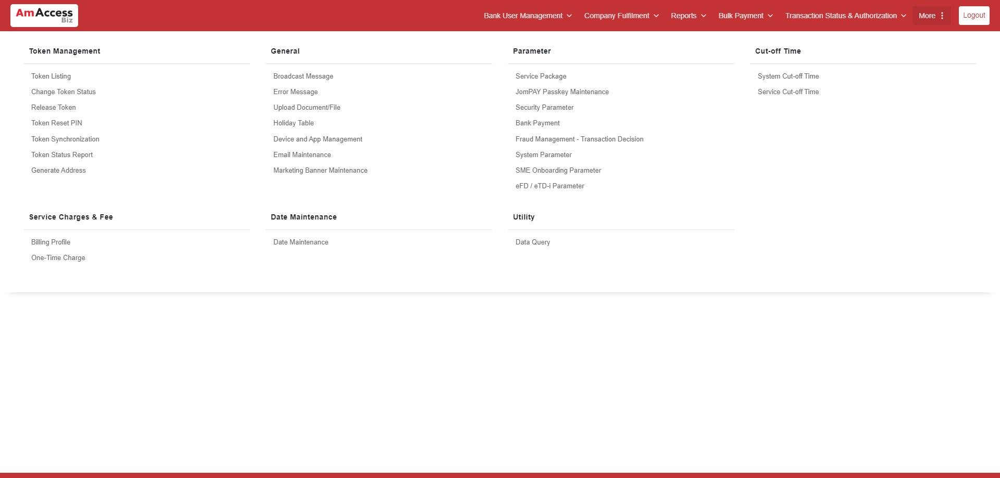 AmAccess
Biz
Bank User Management
Company Fulfilment
Reports
Bulk Payment
Transaction Status & Authorization
More
Logout
Token Management
Token Listing
Change Token Status
Release Token
Token Reset PIN
Token Synchronization
Token Status Report
Generate Address
General
Broadcast Message
Error Message
Upload Document/File
Holiday Table
Device and App Management
Email Maintenance
Marketing Banner Maintenance
Parameter
Service Package
JomPAY Passkey Maintenance
Security Parameter
Bank Payment
Fraud Management - Transaction Decision
System Parameter
SME Onboarding Parameter
eFD / eTD-i Parameter
Cut-off Time
System Cut-off Time
Service Cut-off Time
Service Charges & Fee
Billing Profile
One-Time Charge
Date Maintenance
Date Maintenance
Utility
Data Query